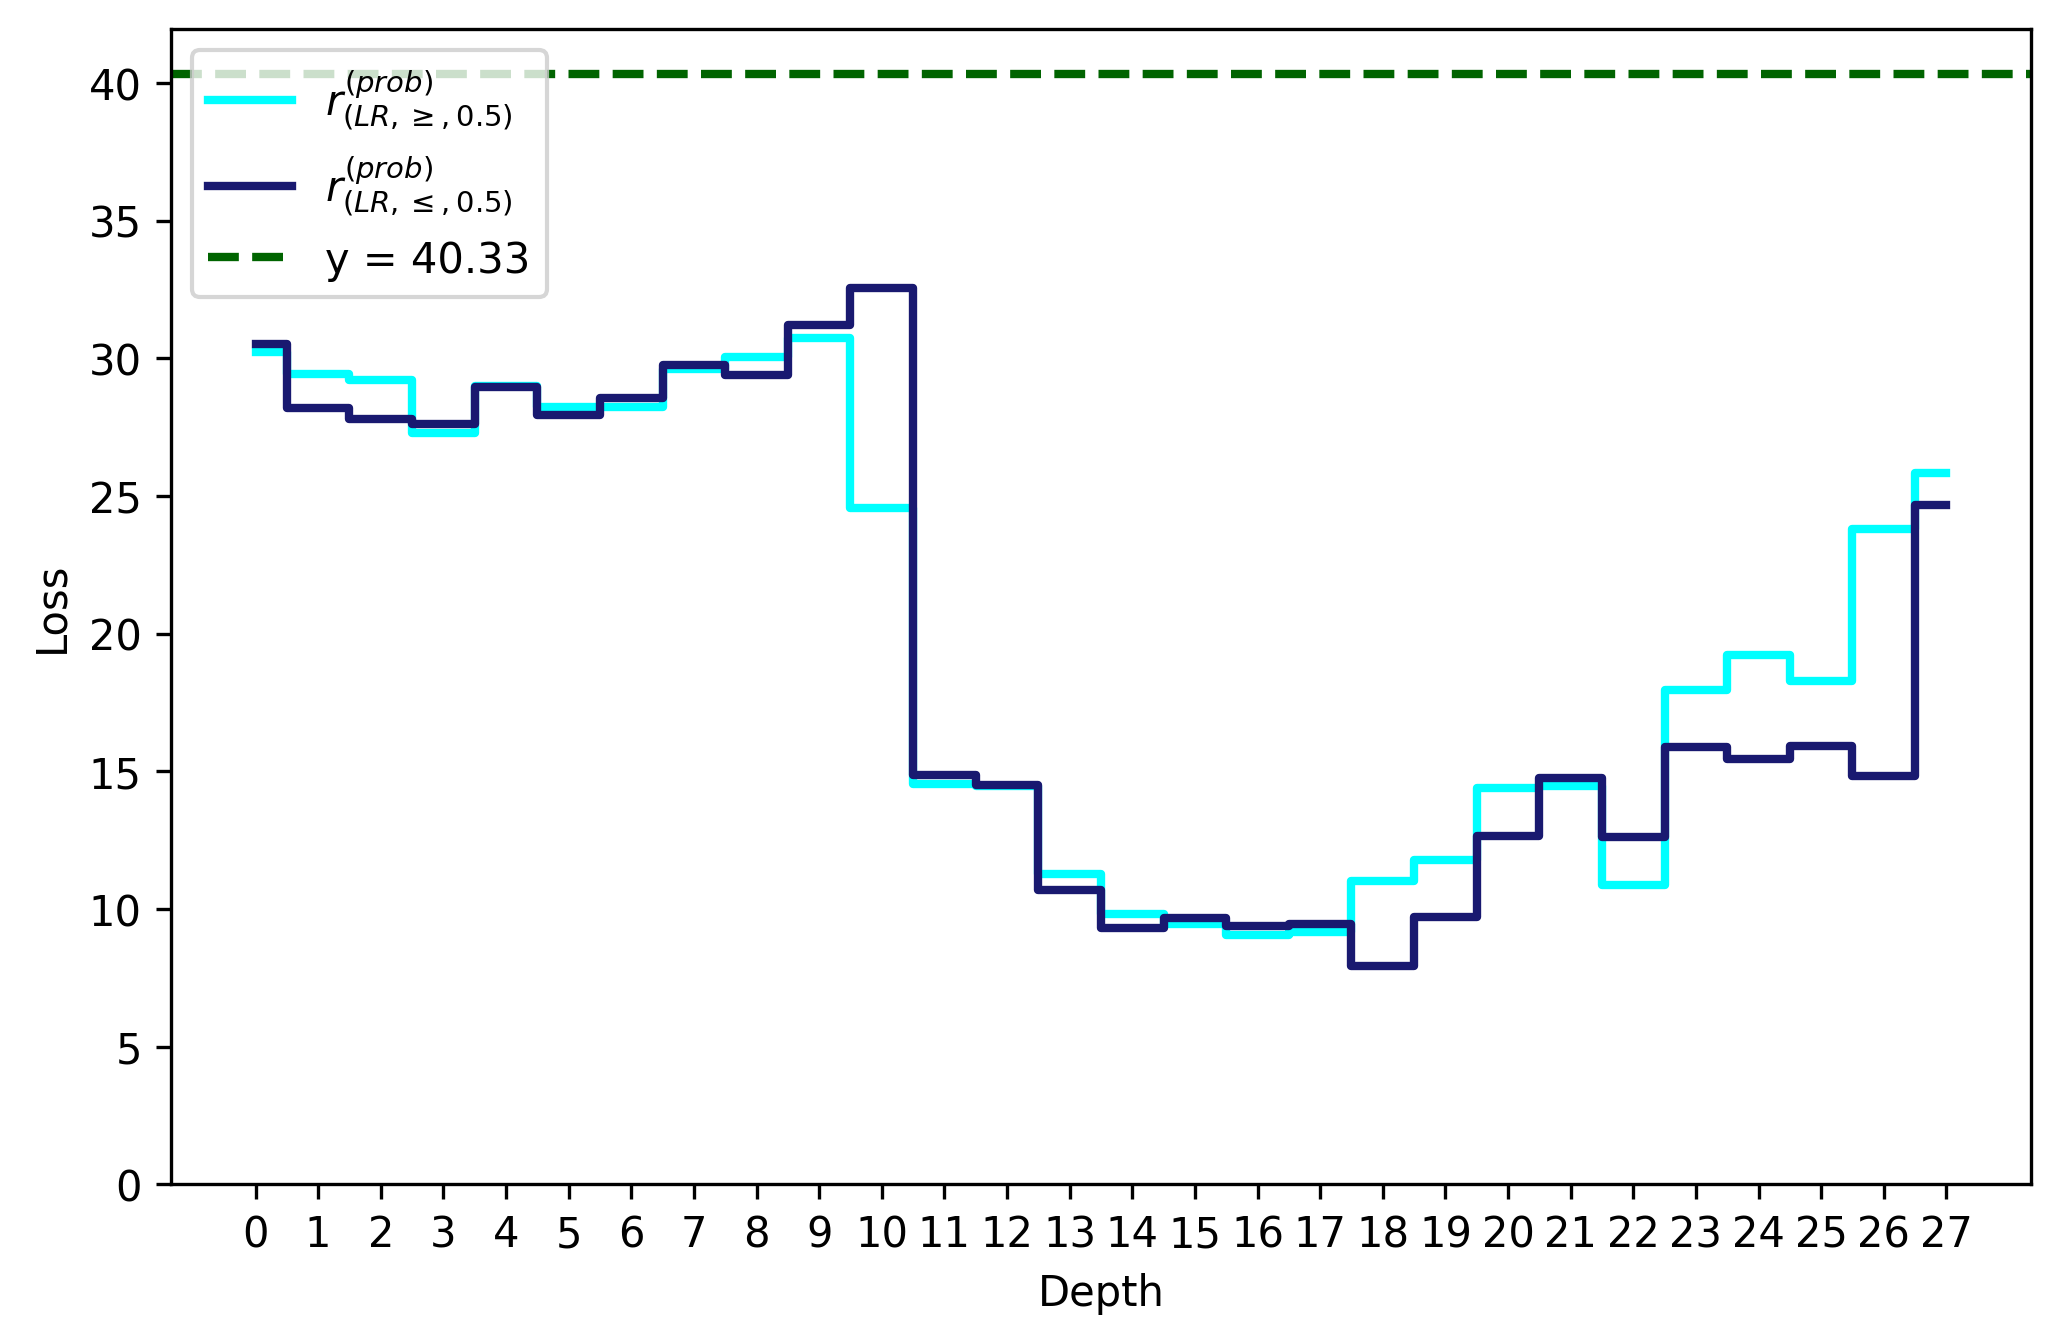 40
35
30
25
20
15
10
5
0
Loss
r^{(prob)}_{(LR, ≥, 0.5)}
r^{(prob)}_{(LR, ≤, 0.5)}
y = 40.33
0 1 2 3 4 5 6 7 8 9 10 11 12 13 14 15 16 17 18 19 20 21 22 23 24 25 26 27
Depth